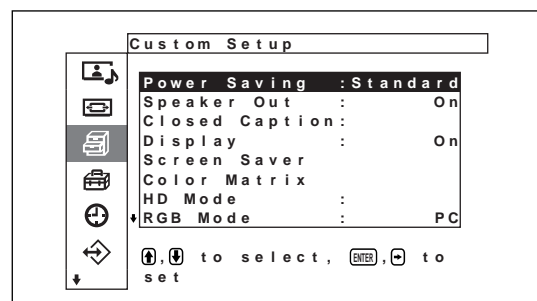 Custom Setup
Power Saving :Standard
Speaker Out : On
Closed Caption:
Display : On
Screen Saver
Color Matrix
HD Mode :
RGB Mode : PC
, to select, ENTER , to
set